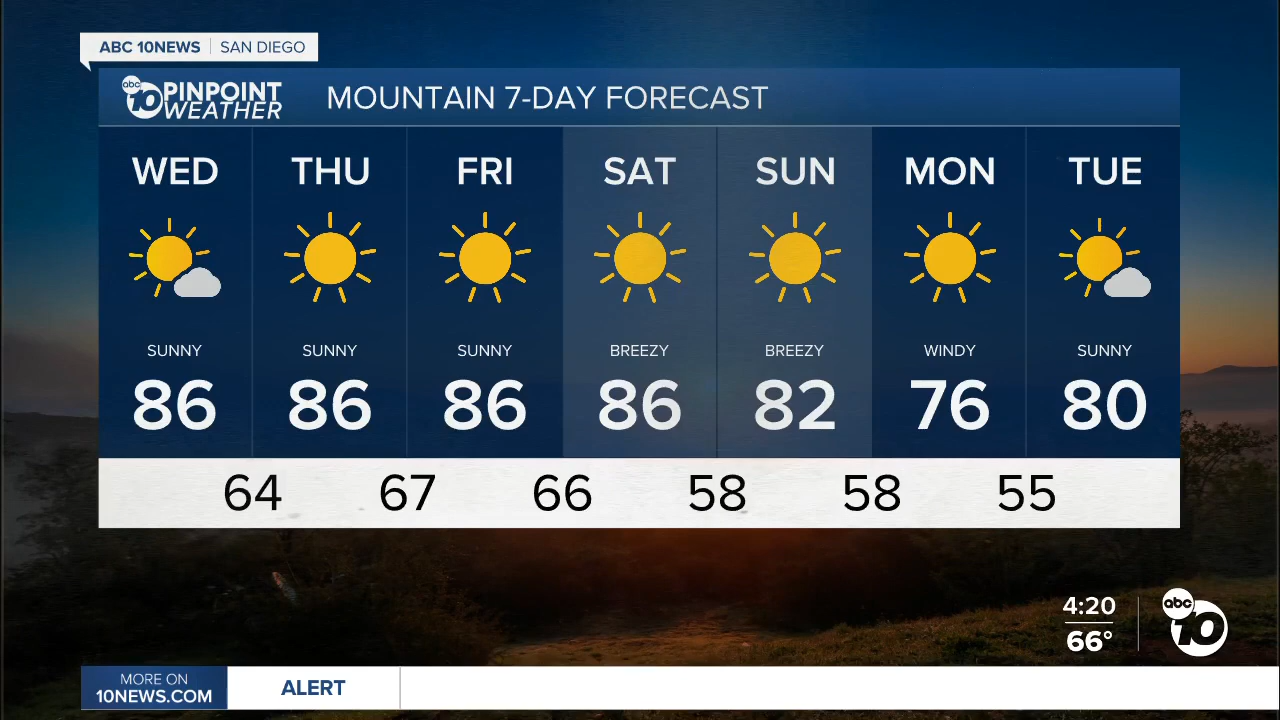 ABC 10NEWS | SAN DIEGO
abc 10 PINPOINT WEATHER
MOUNTAIN 7-DAY FORECAST
WED THU FRI SAT SUN MON TUE
SUNNY SUNNY SUNNY BREEZY BREEZY WINDY SUNNY
86 86 86 86 82 76 80
64 67 66 58 58 55
4:20
66°
abc 10
MORE ON
10NEWS.COM
ALERT